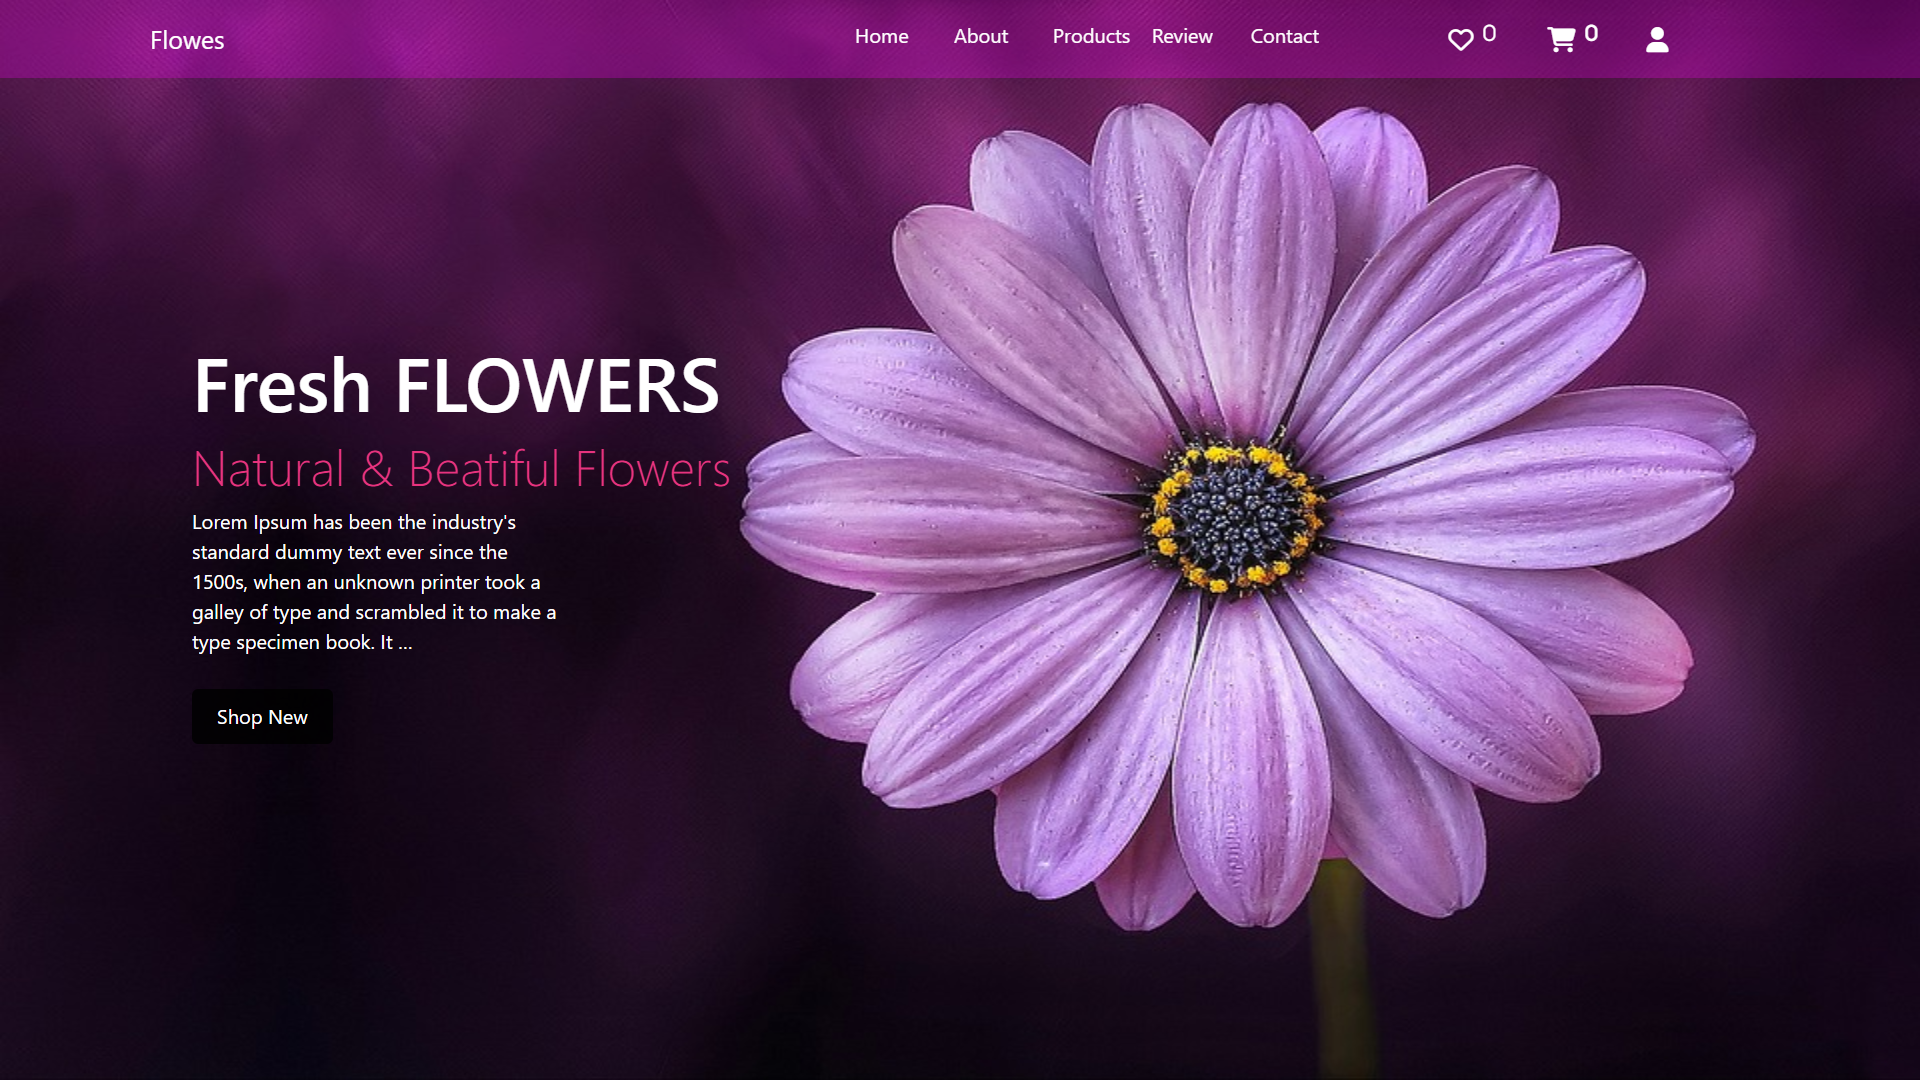 Flowes
Home About Products Review Contact 0 0
Fresh FLOWERS
Natural & Beatiful Flowers
Lorem Ipsum has been the industry's
standard dummy text ever since the
1500s, when an unknown printer took a
galley of type and scrambled it to make a
type specimen book. It ...
Shop New